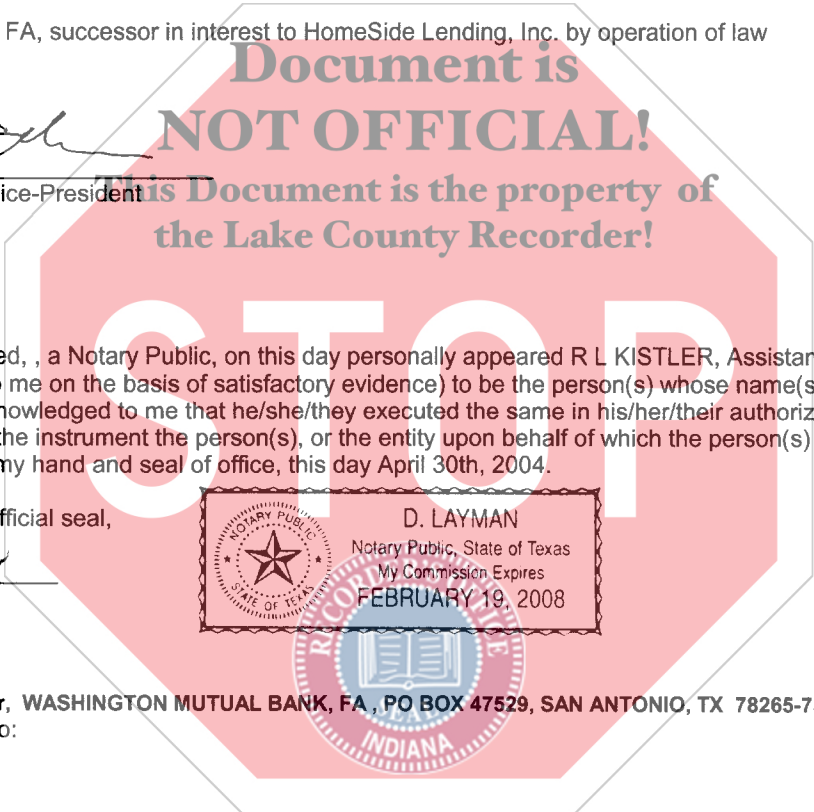 FA, successor in interest to HomeSide Lending, Inc. by operation of law
Document is
NOT OFFICIAL!
ice-President
This Document is the property of
the Lake County Recorder!
STOP
ed, , a Notary Public, on this day personally appeared R L KISTLER, Assistan
me on the basis of satisfactory evidence) to be the person(s) whose name(s
nowledged to me that he/she/they executed the same in his/her/their authoriz
the instrument the person(s), or the entity upon behalf of which the person(s)
my hand and seal of office, this day April 30th, 2004.
fficial seal,
NOTARY PUBLIC
STATE OF TEXAS
D. LAYMAN
Notary Public, State of Texas
My Commission Expires
FEBRUARY 19, 2008
SEAL
INDIANA
r, WASHINGTON MUTUAL BANK, FA , PO BOX 47529, SAN ANTONIO, TX 78265-7
o: